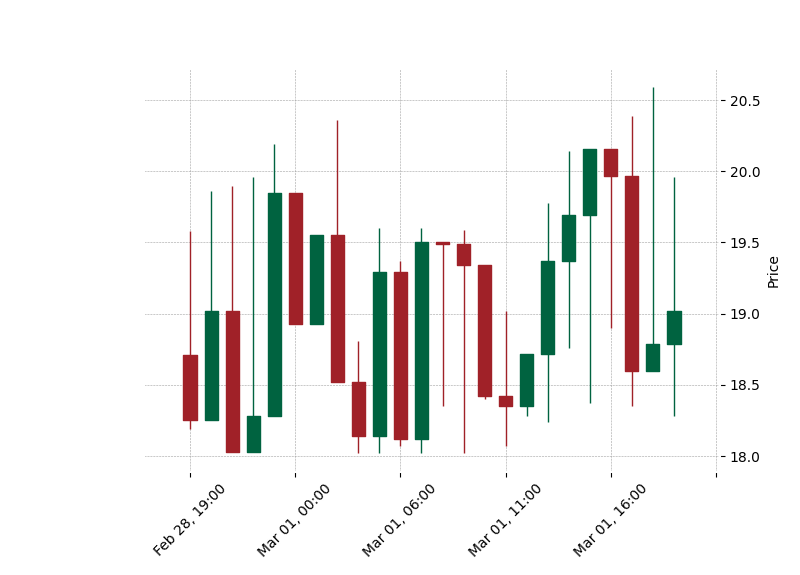 20.5
20.0
19.5
19.0
18.5
18.0
Price
Feb 28, 19:00
Mar 01, 00:00
Mar 01, 06:00
Mar 01, 11:00
Mar 01, 16:00